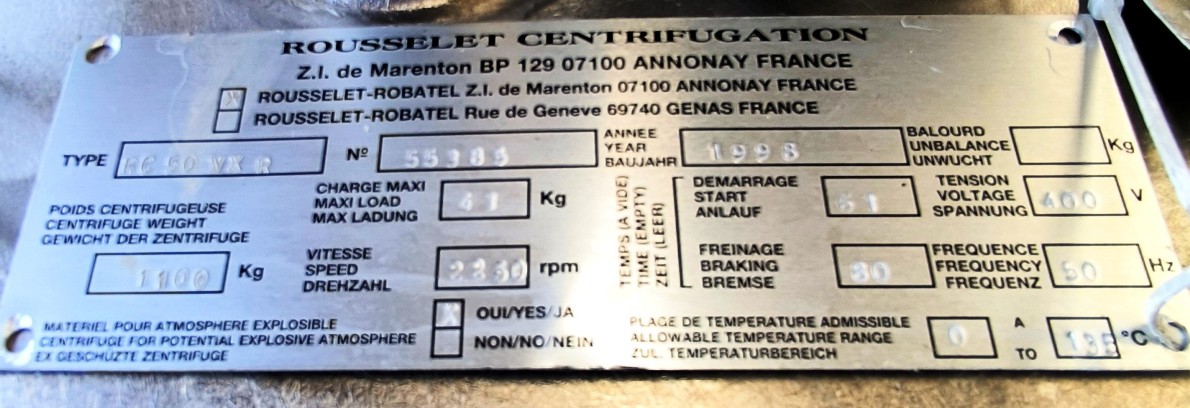 ROUSSELET CENTRIFUGATION
Z.I. de Marenton BP 129 07100 ANNONAY FRANCE
X ROUSSELET-ROBATEL Z.I. de Marenton 07100 ANNONAY FRANCE
ROUSSELET-ROBATEL Rue de Geneve 69740 GENAS FRANCE
TYPE RC 60 VX R
Nº
ANNEE
YEAR
BAUJAHR
1998
BALOURD
UNBALANCE
UNWUCHT
Kg
POIDS CENTRIFUGEUSE
CENTRIFUGE WEIGHT
GEWICHT DER ZENTRIFUGE
1100 Kg
CHARGE MAXI
MAXI LOAD
MAX LADUNG
41 Kg
VITESSE
SPEED
DREHZAHL
rpm
TEMPS (A VIDE)
TIME (EMPTY)
ZEIT (LEER)
DEMARRAGE
START
ANLAUF
FREINAGE
BRAKING
BREMSE
TENSION
VOLTAGE
SPANNUNG
400 V
FREQUENCE
FREQUENCY
FREQUENZ
50 Hz
MATERIEL POUR ATMOSPHERE EXPLOSIBLE
CENTRIFUGE FOR POTENTIAL EXPLOSIVE ATMOSPHERE
EX GESCHÜZTE ZENTRIFUGE
X OUI/YES/JA
NON/NO/NEIN
PLAGE DE TEMPERATURE ADMISSIBLE
ALLOWABLE TEMPERATURE RANGE
ZUL. TEMPERATURBEREICH
0
A
TO
°C